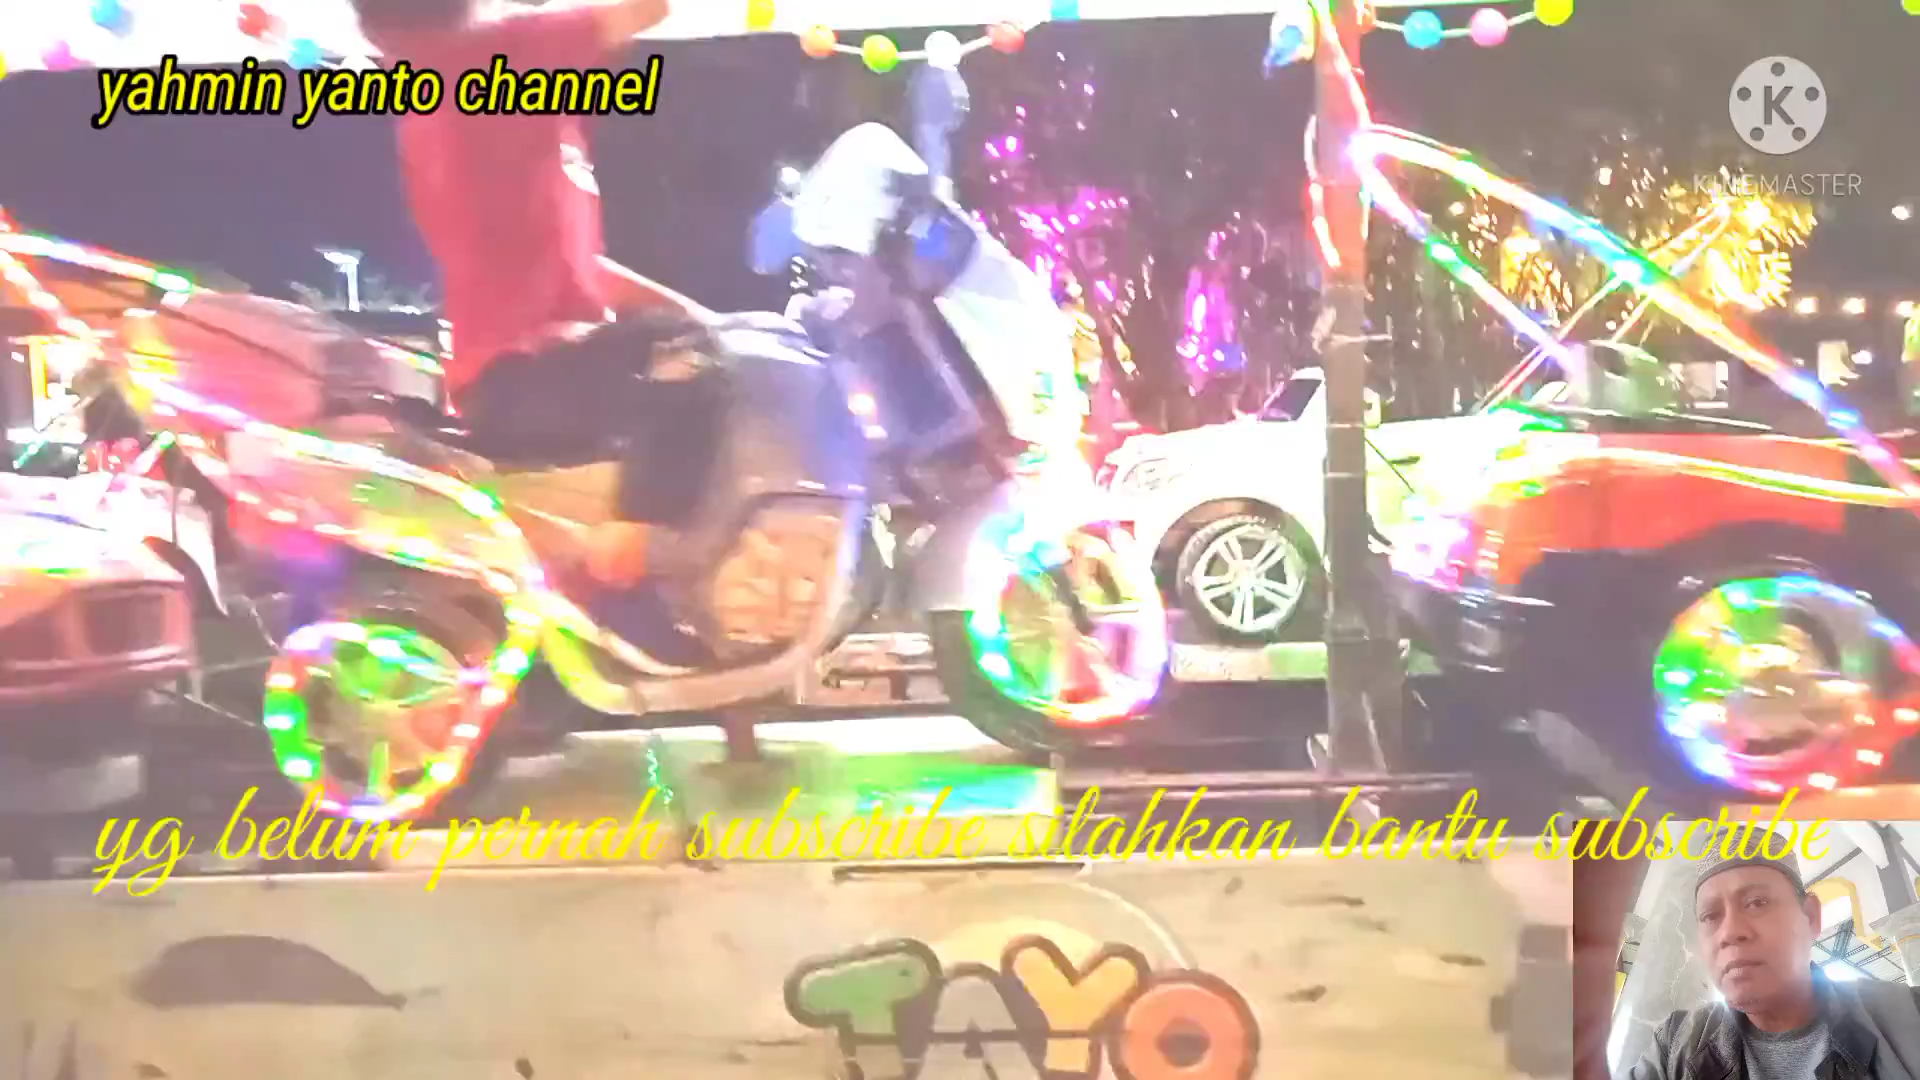 yahmin yanto channel
K
KINEMASTER
yg belum pernah subscribe silahkan bantu subscribe
TAYO